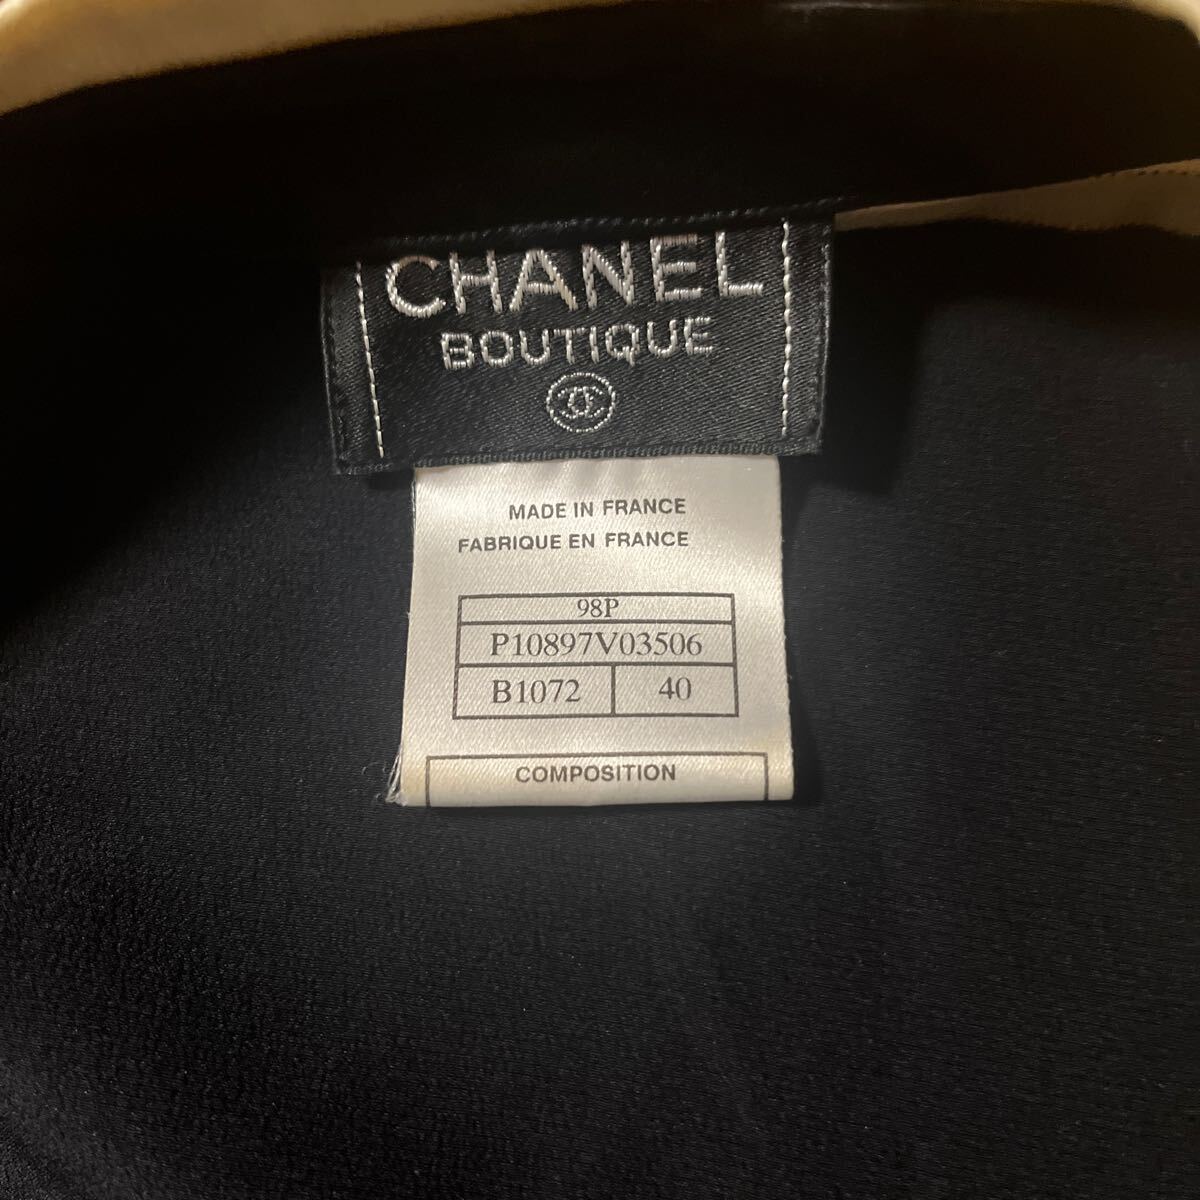 CHANEL
BOUTIQUE
MADE IN FRANCE
FABRIQUE EN FRANCE
98P
P10897V03506
B1072 40
COMPOSITION